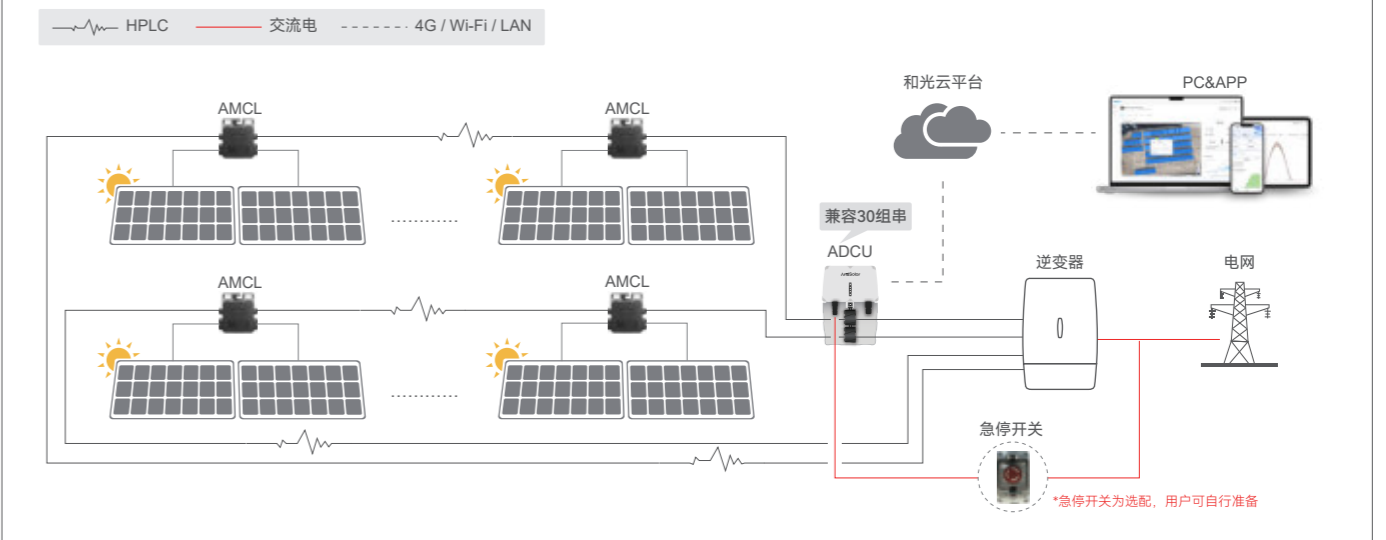 HPLC 交流电 4G / Wi-Fi / LAN
和光云平台 PC&APP
AMCL AMCL
兼容30组串
ADCU 逆变器 电网
AMCL AMCL
急停开关
*急停开关为选配，用户可自行准备